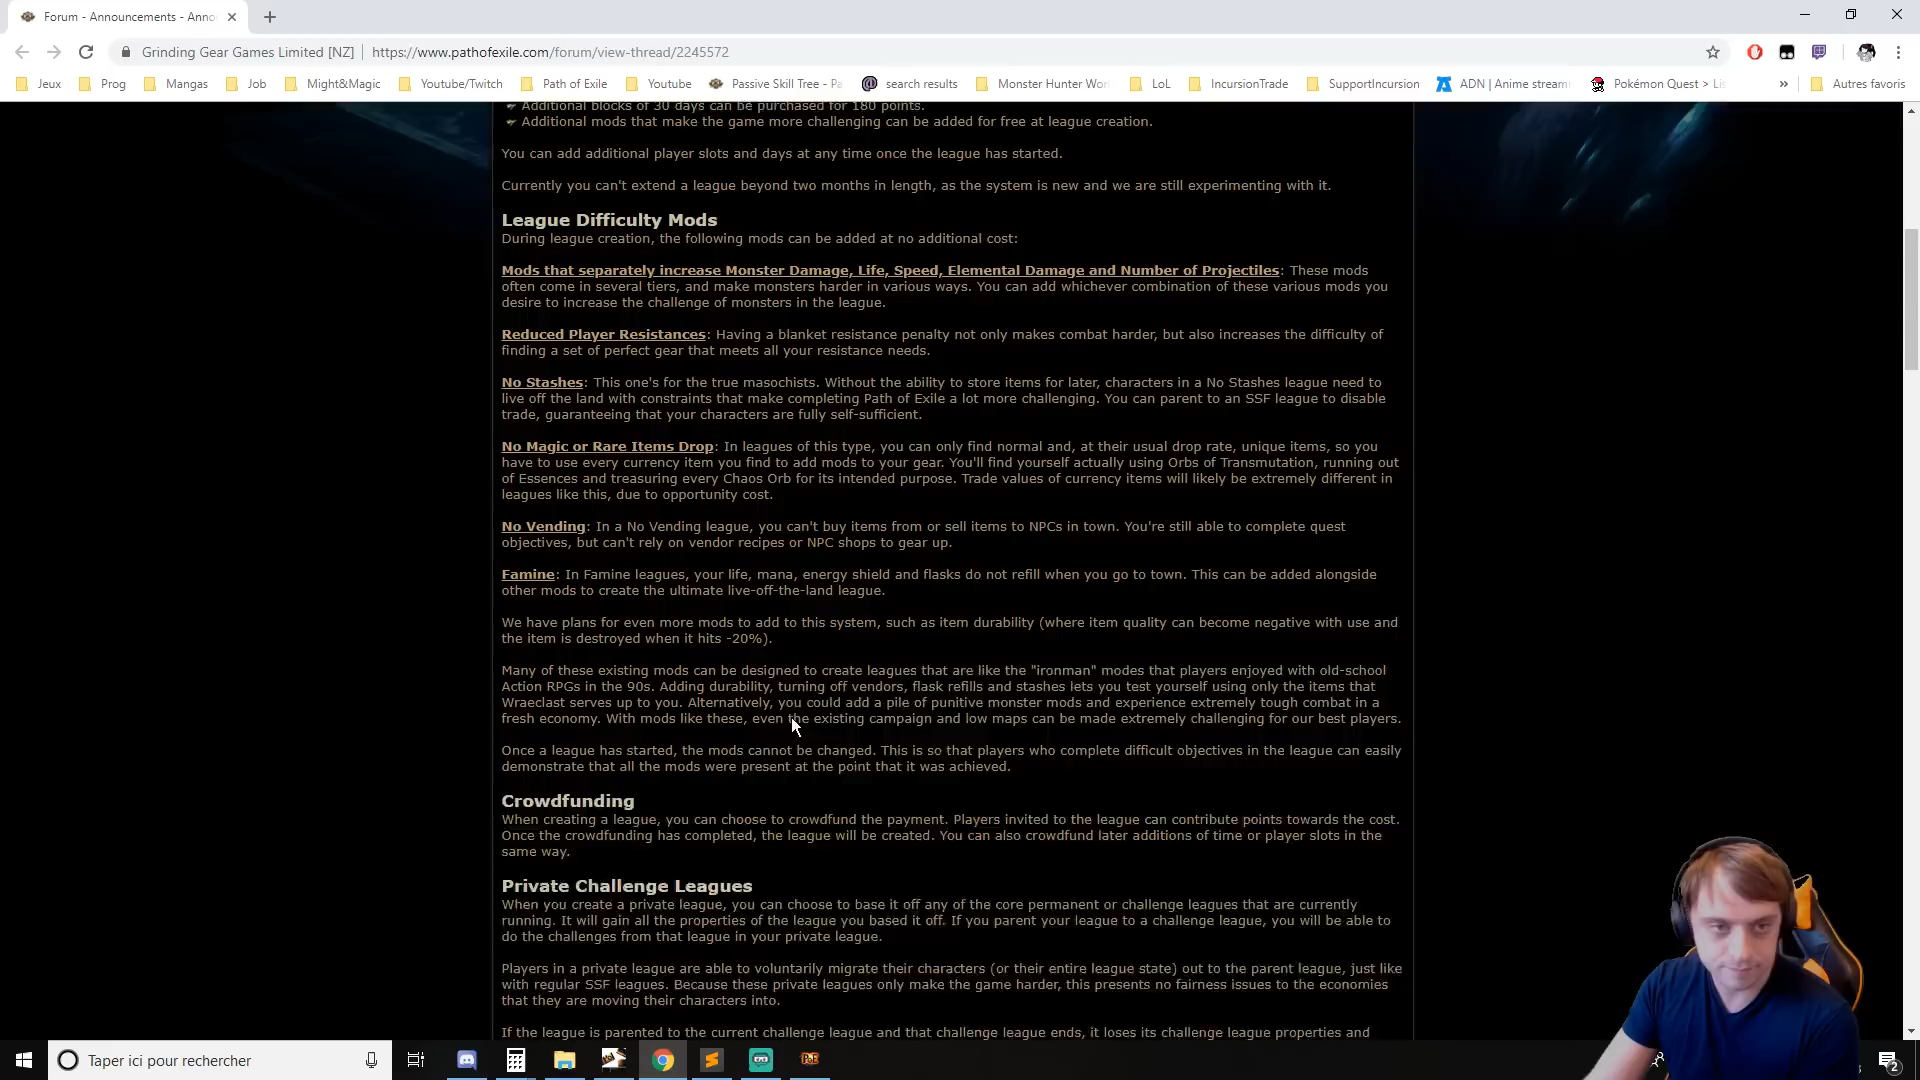 Forum - Announcements - Anno
Grinding Gear Games Limited [NZ] | https://www.pathofexile.com/forum/view-thread/2245572
Jeux Prog Mangas Job Might&Magic Youtube/Twitch Path of Exile Youtube Passive Skill Tree - Pa search results Monster Hunter Wor LoL IncursionTrade SupportIncursion ADN | Anime streami Pokémon Quest > Lis » Autres favoris
Additional blocks of 30 days can be purchased for 180 points.
Additional mods that make the game more challenging can be added for free at league creation.
You can add additional player slots and days at any time once the league has started.
Currently you can't extend a league beyond two months in length, as the system is new and we are still experimenting with it.
League Difficulty Mods
During league creation, the following mods can be added at no additional cost:
Mods that separately increase Monster Damage, Life, Speed, Elemental Damage and Number of Projectiles: These mods
often come in several tiers, and make monsters harder in various ways. You can add whichever combination of these various mods you
desire to increase the challenge of monsters in the league.
Reduced Player Resistances: Having a blanket resistance penalty not only makes combat harder, but also increases the difficulty of
finding a set of perfect gear that meets all your resistance needs.
No Stashes: This one's for the true masochists. Without the ability to store items for later, characters in a No Stashes league need to
live off the land with constraints that make completing Path of Exile a lot more challenging. You can parent to an SSF league to disable
trade, guaranteeing that your characters are fully self-sufficient.
No Magic or Rare Items Drop: In leagues of this type, you can only find normal and, at their usual drop rate, unique items, so you
have to use every currency item you find to add mods to your gear. You'll find yourself actually using Orbs of Transmutation, running out
of Essences and treasuring every Chaos Orb for its intended purpose. Trade values of currency items will likely be extremely different in
leagues like this, due to opportunity cost.
No Vending: In a No Vending league, you can't buy items from or sell items to NPCs in town. You're still able to complete quest
objectives, but can't rely on vendor recipes or NPC shops to gear up.
Famine: In Famine leagues, your life, mana, energy shield and flasks do not refill when you go to town. This can be added alongside
other mods to create the ultimate live-off-the-land league.
We have plans for even more mods to add to this system, such as item durability (where item quality can become negative with use and
the item is destroyed when it hits -20%).
Many of these existing mods can be designed to create leagues that are like the "ironman" modes that players enjoyed with old-school
Action RPGs in the 90s. Adding durability, turning off vendors, flask refills and stashes lets you test yourself using only the items that
Wraeclast serves up to you. Alternatively, you could add a pile of punitive monster mods and experience extremely tough combat in a
fresh economy. With mods like these, even the existing campaign and low maps can be made extremely challenging for our best players.
Once a league has started, the mods cannot be changed. This is so that players who complete difficult objectives in the league can easily
demonstrate that all the mods were present at the point that it was achieved.
Crowdfunding
When creating a league, you can choose to crowdfund the payment. Players invited to the league can contribute points towards the cost.
Once the crowdfunding has completed, the league will be created. You can also crowdfund later additions of time or player slots in the
same way.
Private Challenge Leagues
When you create a private league, you can choose to base it off any of the core permanent or challenge leagues that are currently
running. It will gain all the properties of the league you based it off. If you parent your league to a challenge league, you will be able to
do the challenges from that league in your private league.
Players in a private league are able to voluntarily migrate their characters (or their entire league state) out to the parent league, just like
with regular SSF leagues. Because these private leagues only make the game harder, this presents no fairness issues to the economies
that they are moving their characters into.
If the league is parented to the current challenge league and that challenge league ends, it loses its challenge league properties and
Taper ici pour rechercher
2